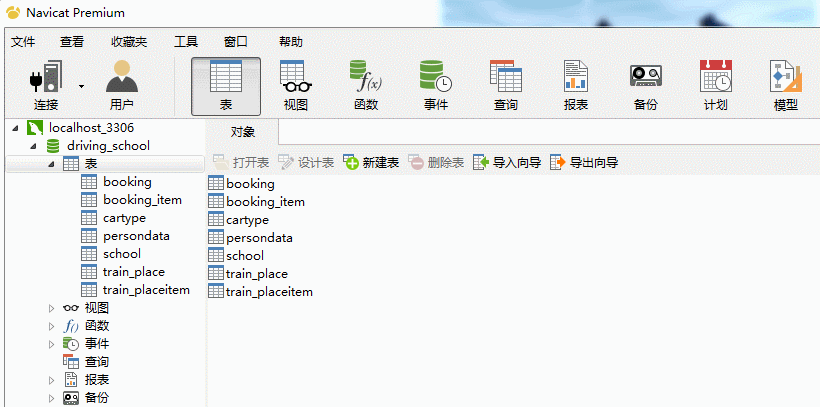 Navicat Premium
文件 查看 收藏夹 工具 窗口 帮助
连接 用户 表 视图 函数 事件 查询 报表 备份 计划 模型
localhost_3306
driving_school
表
booking
booking_item
cartype
persondata
school
train_place
train_placeitem
视图
函数
事件
查询
报表
备份
对象
打开表 设计表 新建表 删除表 导入向导 导出向导
booking
booking_item
cartype
persondata
school
train_place
train_placeitem